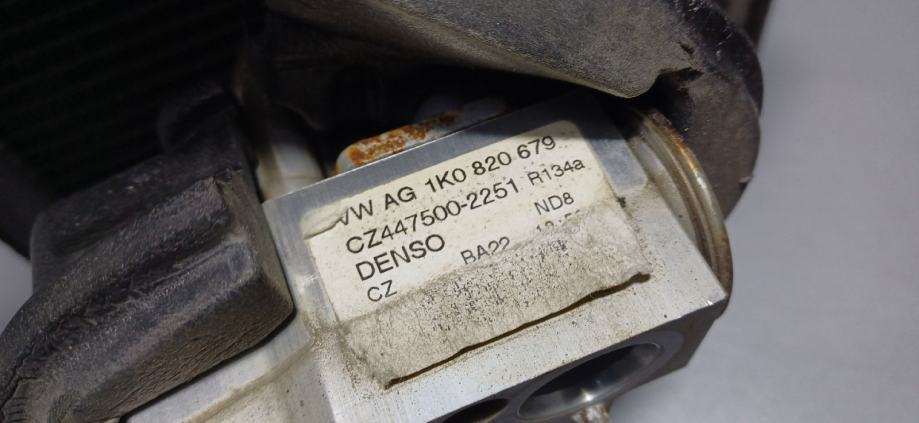 VW AG 1K0 820 679
CZ447500-2251 R134a
DENSO ND8
CZ BA22